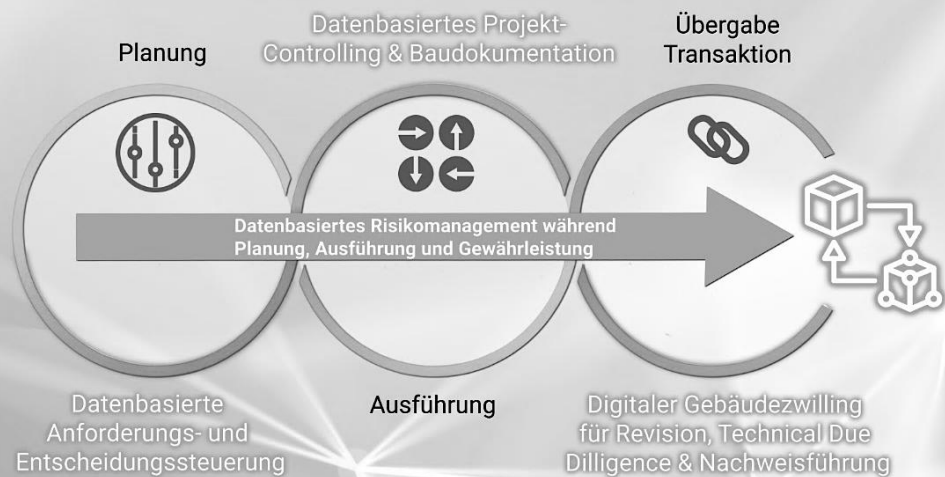 Planung
Datenbasiertes Projekt-
Controlling & Baudokumentation
Übergabe
Transaktion
Datenbasiertes Risikomanagement während
Planung, Ausführung und Gewährleistung
Datenbasierte
Anforderungs- und
Entscheidungssteuerung
Ausführung
Digitaler Gebäudezwilling
für Revision, Technical Due
Dilligence & Nachweisführung